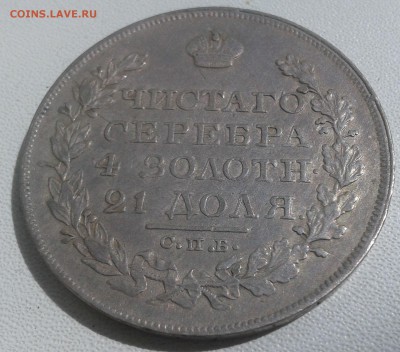 COINS.LAVE.RU
ЧИСТАГО
СЕРЕБРА
4 ЗОЛОТН.
21 ДОЛЯ.
С.П.Б.